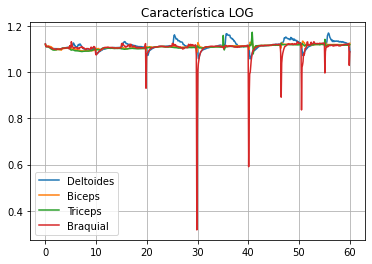 Característica LOG
1.2
1.0
0.8
0.6
0.4
Deltoides
Biceps
Triceps
Braquial
0 10 20 30 40 50 60